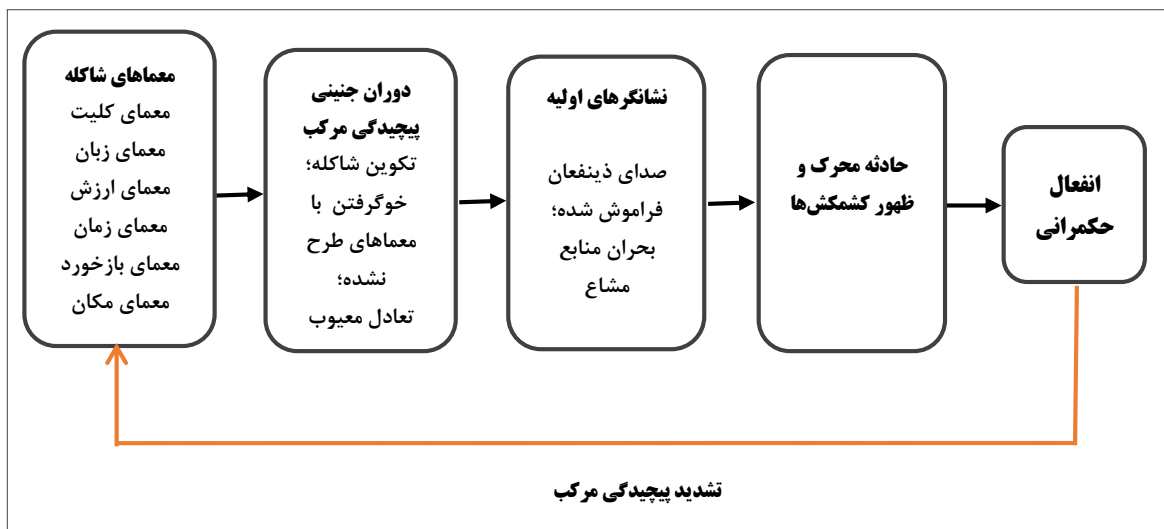 معماهای شاکله
معمای کلیت
معمای زبان
معمای ارزش
معمای زمان
معمای بازخورد
معمای مکان
دوران جنینی
پیچیدگی مرکب
تکوین شاکله؛
خوگرفتن با
معماهای طرح
نشده؛
تعادل معیوب
نشانگرهای اولیه
صدای ذینفعان
فراموش شده؛
بحران منابع
مشاع
حادثه محرک و
ظهور کشمکش‌ها
انفعال
حکمرانی
تشدید پیچیدگی مرکب